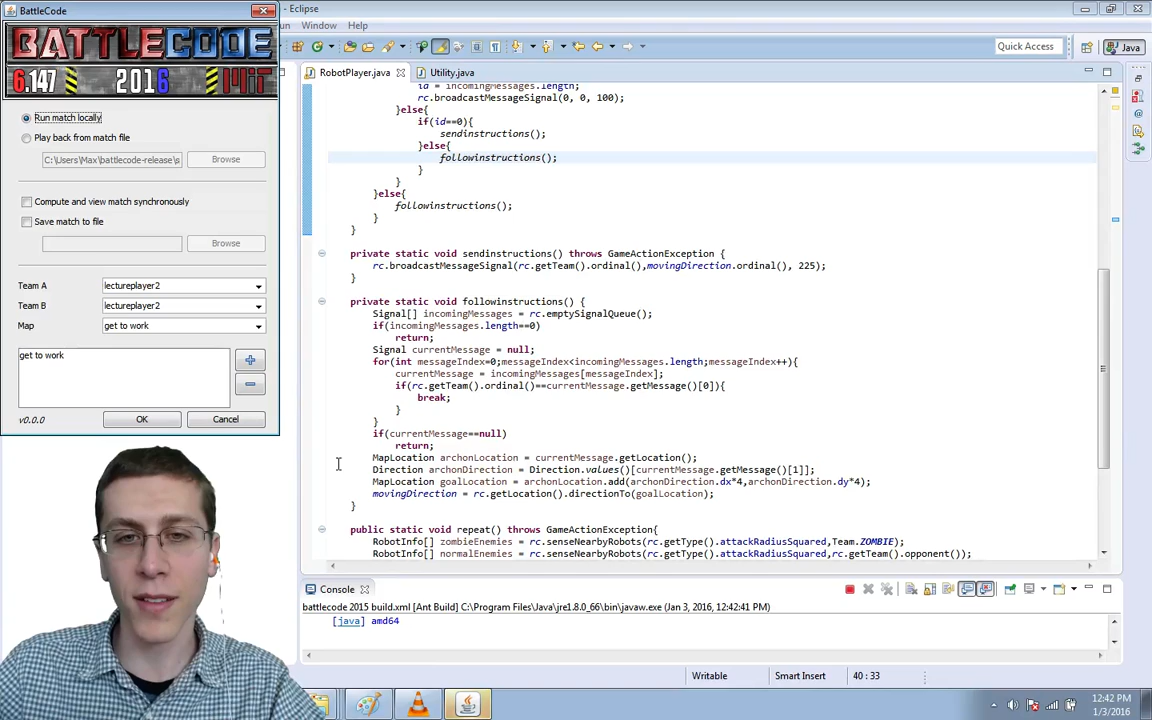 BattleCode
- Eclipse
BATTLECODE
6.147 2016 MIT
Window Help
Quick Access
Java
RobotPlayer.java
Utility.java
Run match locally
Play back from match file
C:\Users\Max\battlecode-release\s
Browse
Compute and view match synchronously
Save match to file
Browse
Team A
lectureplayer2
Team B
lectureplayer2
Map
get to work
get to work
v0.0.0
OK
Cancel
id = incomingMessages.length;
rc.broadcastMessageSignal(0, 0, 100);
}else{
if(id==0){
sendinstructions();
}else{
followinstructions();
}
}
}else{
followinstructions();
}
}
private static void sendinstructions() throws GameActionException {
rc.broadcastMessageSignal(rc.getTeam().ordinal(),movingDirection.ordinal(), 225);
}
private static void followinstructions() {
Signal[] incomingMessages = rc.emptySignalQueue();
if(incomingMessages.length==0)
return;
Signal currentMessage = null;
for(int messageIndex=0;messageIndex<incomingMessages.length;messageIndex++){
currentMessage = incomingMessages[messageIndex];
if(rc.getTeam().ordinal()==currentMessage.getMessage()[0]){
break;
}
}
if(currentMessage==null)
return;
MapLocation archonLocation = currentMessage.getLocation();
Direction archonDirection = Direction.values()[currentMessage.getMessage()[1]];
MapLocation goalLocation = archonLocation.add(archonDirection.dx*4,archonDirection.dy*4);
movingDirection = rc.getLocation().directionTo(goalLocation);
}
public static void repeat() throws GameActionException{
RobotInfo[] zombieEnemies = rc.senseNearbyRobots(rc.getType().attackRadiusSquared,Team.ZOMBIE);
RobotInfo[] normalEnemies = rc.senseNearbyRobots(rc.getType().attackRadiusSquared,rc.getTeam().opponent());
Console
battlecode 2015 build.xml [Ant Build] C:\Program Files\Java\jre1.8.0_66\bin\javaw.exe (Jan 3, 2016, 12:42:41 PM)
[java] amd64
Writable
Smart Insert
40 : 33
12:42 PM
1/3/2016